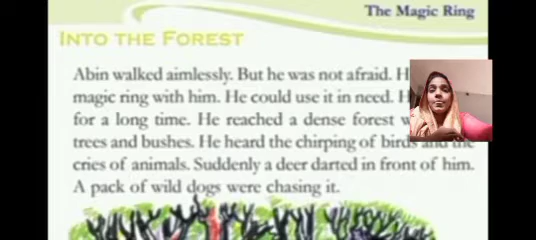 The Magic Ring
INTO THE FOREST
Abin walked aimlessly. But he was not afraid. H
magic ring with him. He could use it in need. H
for a long time. He reached a dense forest w
trees and bushes. He heard the chirping of birds and the
cries of animals. Suddenly a deer darted in front of him.
A pack of wild dogs were chasing it.